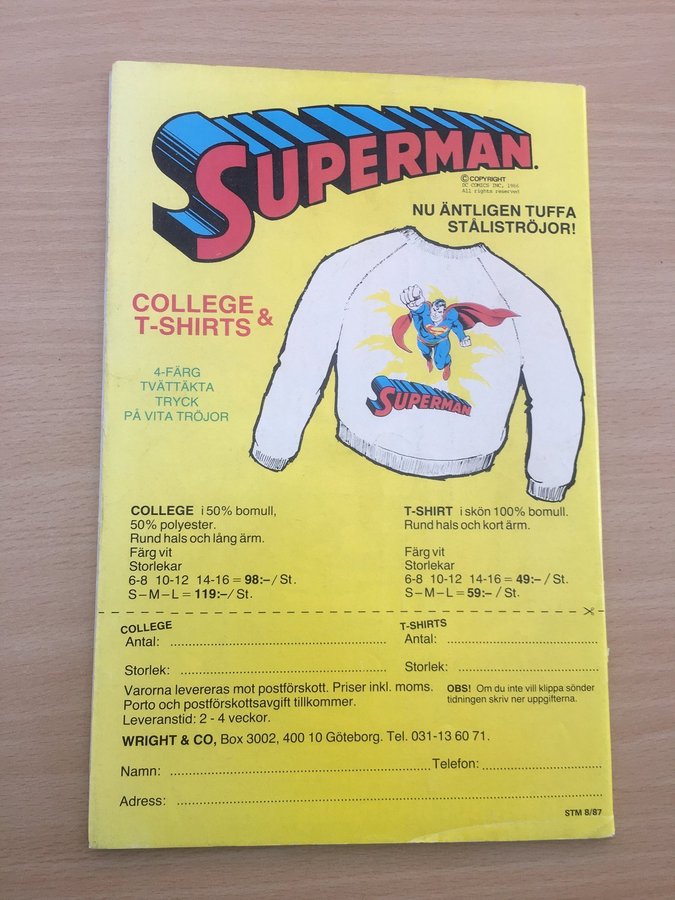 SUPERMAN.
© COPYRIGHT
DC COMICS INC, 1986
All rights reserved
NU ÄNTLIGEN TUFFA
STÅLISTRÖJOR!
COLLEGE &
T-SHIRTS
4-FÄRG
TVÄTTÄKTA
TRYCK
PÅ VITA TRÖJOR
SUPERMAN
COLLEGE i 50% bomull,
50% polyester.
Rund hals och lång ärm.
Färg vit
Storlekar
6-8 10-12 14-16 = 98:– / St.
S – M – L = 119:– / St.
T-SHIRT i skön 100% bomull.
Rund hals och kort ärm.
Färg vit
Storlekar
6-8 10-12 14-16 = 49:– / St.
S – M – L = 59:– / St.
COLLEGE
Antal:
Storlek:
T-SHIRTS
Antal:
Storlek:
Varorna levereras mot postförskott. Priser inkl. moms.
Porto och postförskottsavgift tillkommer.
Leveranstid: 2 - 4 veckor.
OBS! Om du inte vill klippa sönder
tidningen skriv ner uppgifterna.
WRIGHT & CO, Box 3002, 400 10 Göteborg. Tel. 031-13 60 71.
Namn: Telefon:
Adress:
STM 8/87